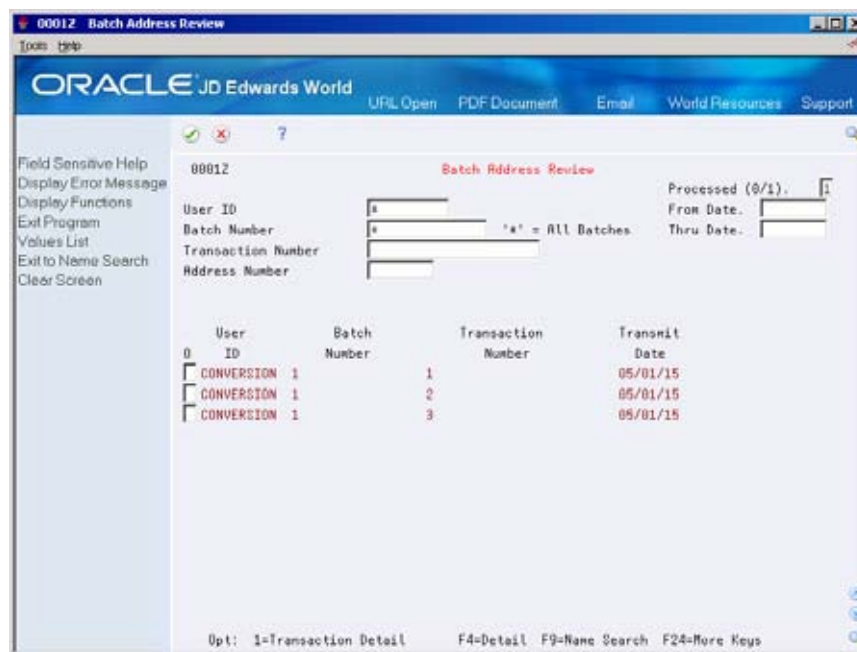 00012 Batch Address Review
Tools Help
ORACLE JD Edwards World
URL Open PDF Document Email World Resources Support
?
Field Sensitive Help
Display Error Message
Display Functions
Exit Program
Values List
Exit to Name Search
Clear Screen
00012 Batch Address Review
Processed (0/1). 1
User ID * From Date.
Batch Number * '*' = All Batches Thru Date.
Transaction Number
Address Number
User Batch Transaction Transmit
O ID Number Number Date
CONVERSION 1 1 05/01/15
CONVERSION 1 2 05/01/15
CONVERSION 1 3 05/01/15
Opt: 1=Transaction Detail F4=Detail F9=Name Search F24=More Keys